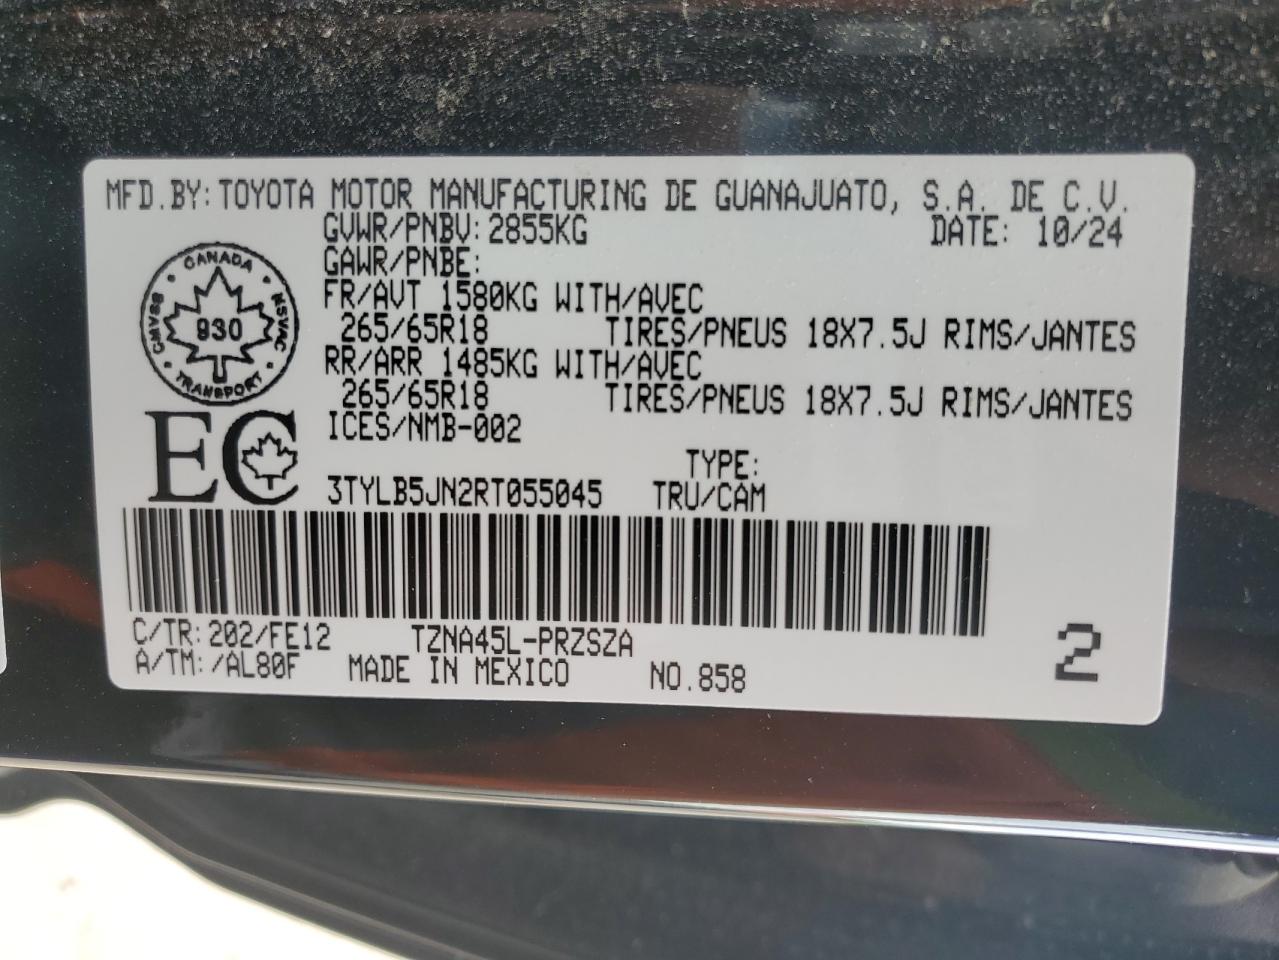 MFD.BY:TOYOTA MOTOR MANUFACTURING DE GUANAJUATO, S.A. DE C.V.
GVWR/PNBV:2855KG DATE: 10/24
GAWR/PNBE:
FR/AVT 1580KG WITH/AVEC
265/65R18 TIRES/PNEUS 18X7.5J RIMS/JANTES
RR/ARR 1485KG WITH/AVEC
265/65R18 TIRES/PNEUS 18X7.5J RIMS/JANTES
ICES/NMB-002
CANADA
CMVSS
NSVAC
930
TRANSPORT
EC
TYPE:
3TYLB5JN2RT055045 TRU/CAM
C/TR:202/FE12 TZNA45L-PRZSZA
A/TM:/AL80F MADE IN MEXICO NO.858
2